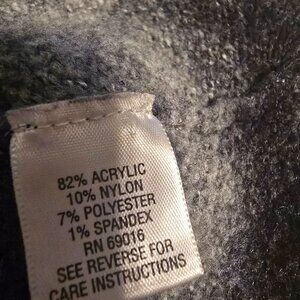 82% ACRYLIC
10% NYLON
7% POLYESTER
1% SPANDEX
RN 69016
SEE REVERSE FOR
CARE INSTRUCTIONS